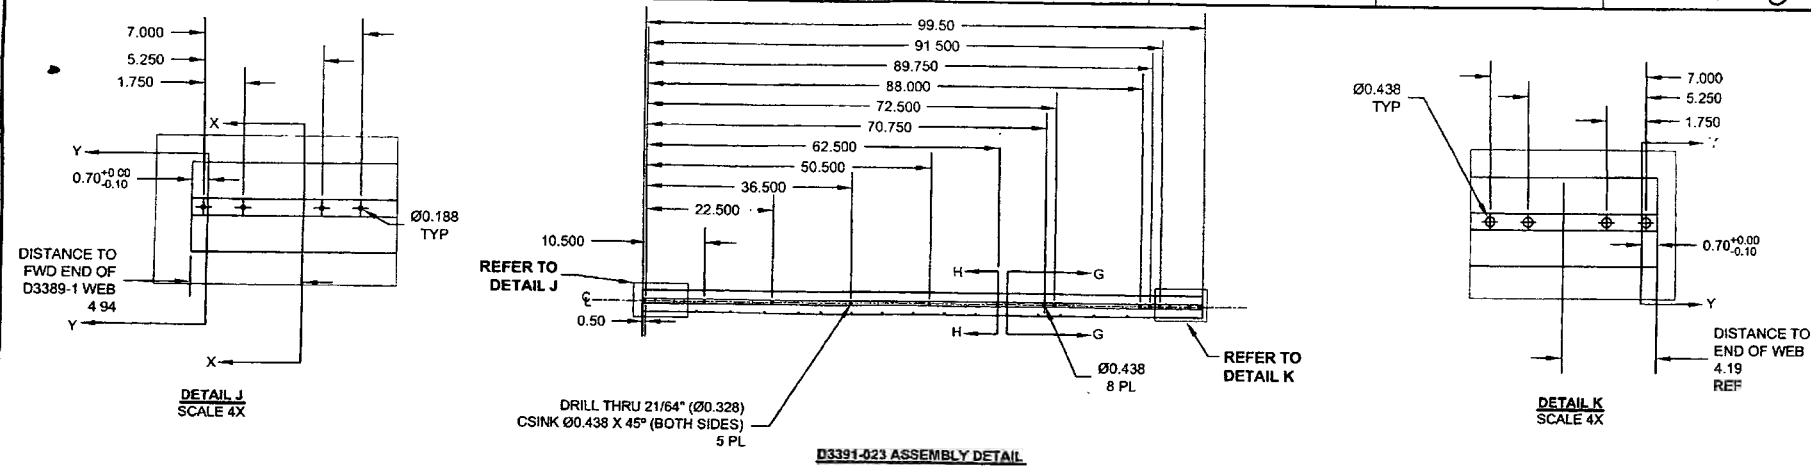 7.000
5.250
1.750
X
Y
0.70+0.00
-0.10
Ø0.188
TYP
DISTANCE TO
FWD END OF
D3389-1 WEB
4.94
Y
X
DETAIL J
SCALE 4X
99.50
91.500
89.750
88.000
72.500
70.750
62.500
50.500
36.500
22.500
10.500
REFER TO
DETAIL J
H
G
0.50
H
G
REFER TO
DETAIL K
Ø0.438
8 PL
DRILL THRU 21/64" (Ø0.328)
CSINK Ø0.438 X 45° (BOTH SIDES)
5 PL
D3391-023 ASSEMBLY DETAIL
Ø0.438
TYP
7.000
5.250
1.750
Y
0.70+0.00
-0.10
Y
DISTANCE TO
END OF WEB
4.19
REF
DETAIL K
SCALE 4X